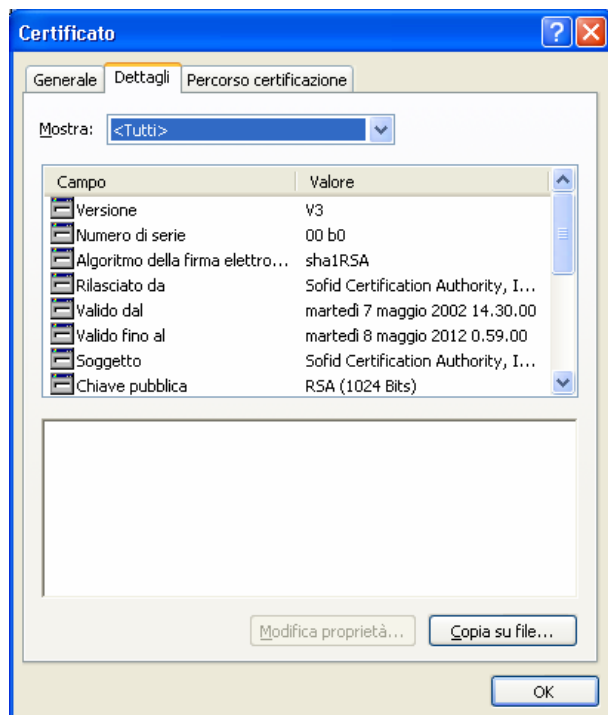 Certificato
Generale Dettagli Percorso certificazione
Mostra: <Tutti>
Campo Valore
Versione V3
Numero di serie 00 b0
Algoritmo della firma elettro... sha1RSA
Rilasciato da Sofid Certification Authority, I...
Valido dal martedì 7 maggio 2002 14.30.00
Valido fino al martedì 8 maggio 2012 0.59.00
Soggetto Sofid Certification Authority, I...
Chiave pubblica RSA (1024 Bits)
Modifica proprietà... Copia su file...
OK